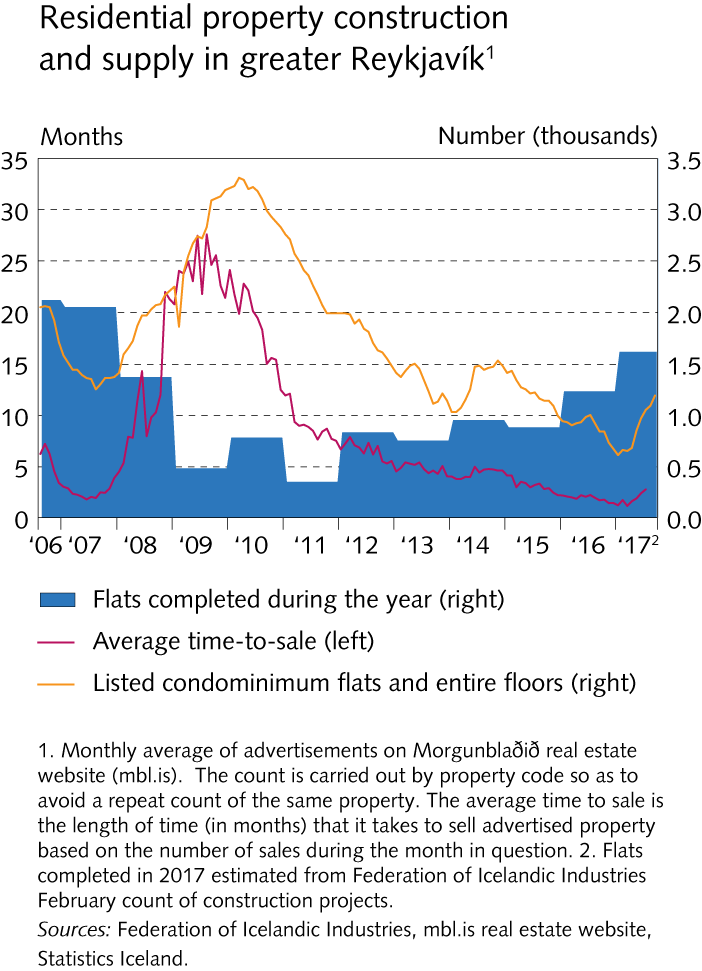 Residential property construction
and supply in greater Reykjavík¹
Months
Number (thousands)
35
3.5
30
3.0
25
2.5
20
2.0
15
1.5
10
1.0
5
0.5
0
0.0
‘06 ‘07 ‘08 ‘09 ‘10 ‘11 ‘12 ‘13 ‘14 ‘15 ‘16 ‘17²
Flats completed during the year (right)
Average time-to-sale (left)
Listed condominimum flats and entire floors (right)
1. Monthly average of advertisements on Morgunblaðið real estate
website (mbl.is).  The count is carried out by property code so as to
avoid a repeat count of the same property. The average time to sale is
the length of time (in months) that it takes to sell advertised property
based on the number of sales during the month in question. 2. Flats
completed in 2017 estimated from Federation of Icelandic Industries
February count of construction projects.
Sources: Federation of Icelandic Industries, mbl.is real estate website,
Statistics Iceland.